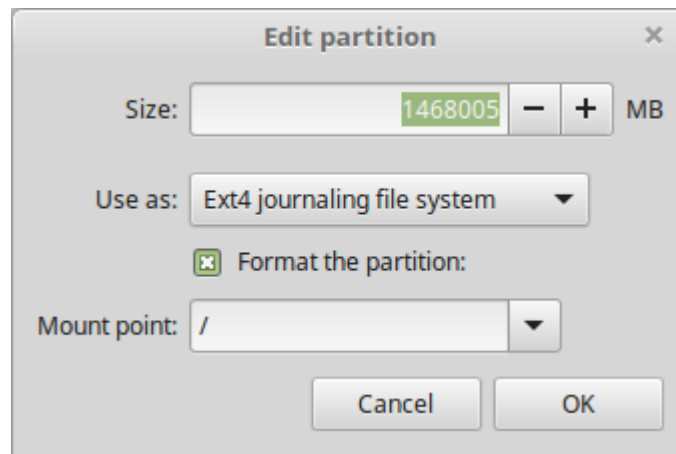 Edit partition
Size: 1468005 MB
Use as: Ext4 journaling file system
Format the partition:
Mount point: /
Cancel OK